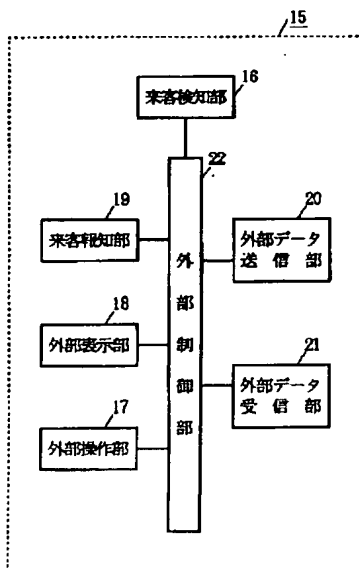 15
16
来客検知部
22
19
来客報知部
20
外部データ
送信部
外部制御部
18
外部表示部
21
外部データ
受信部
17
外部操作部